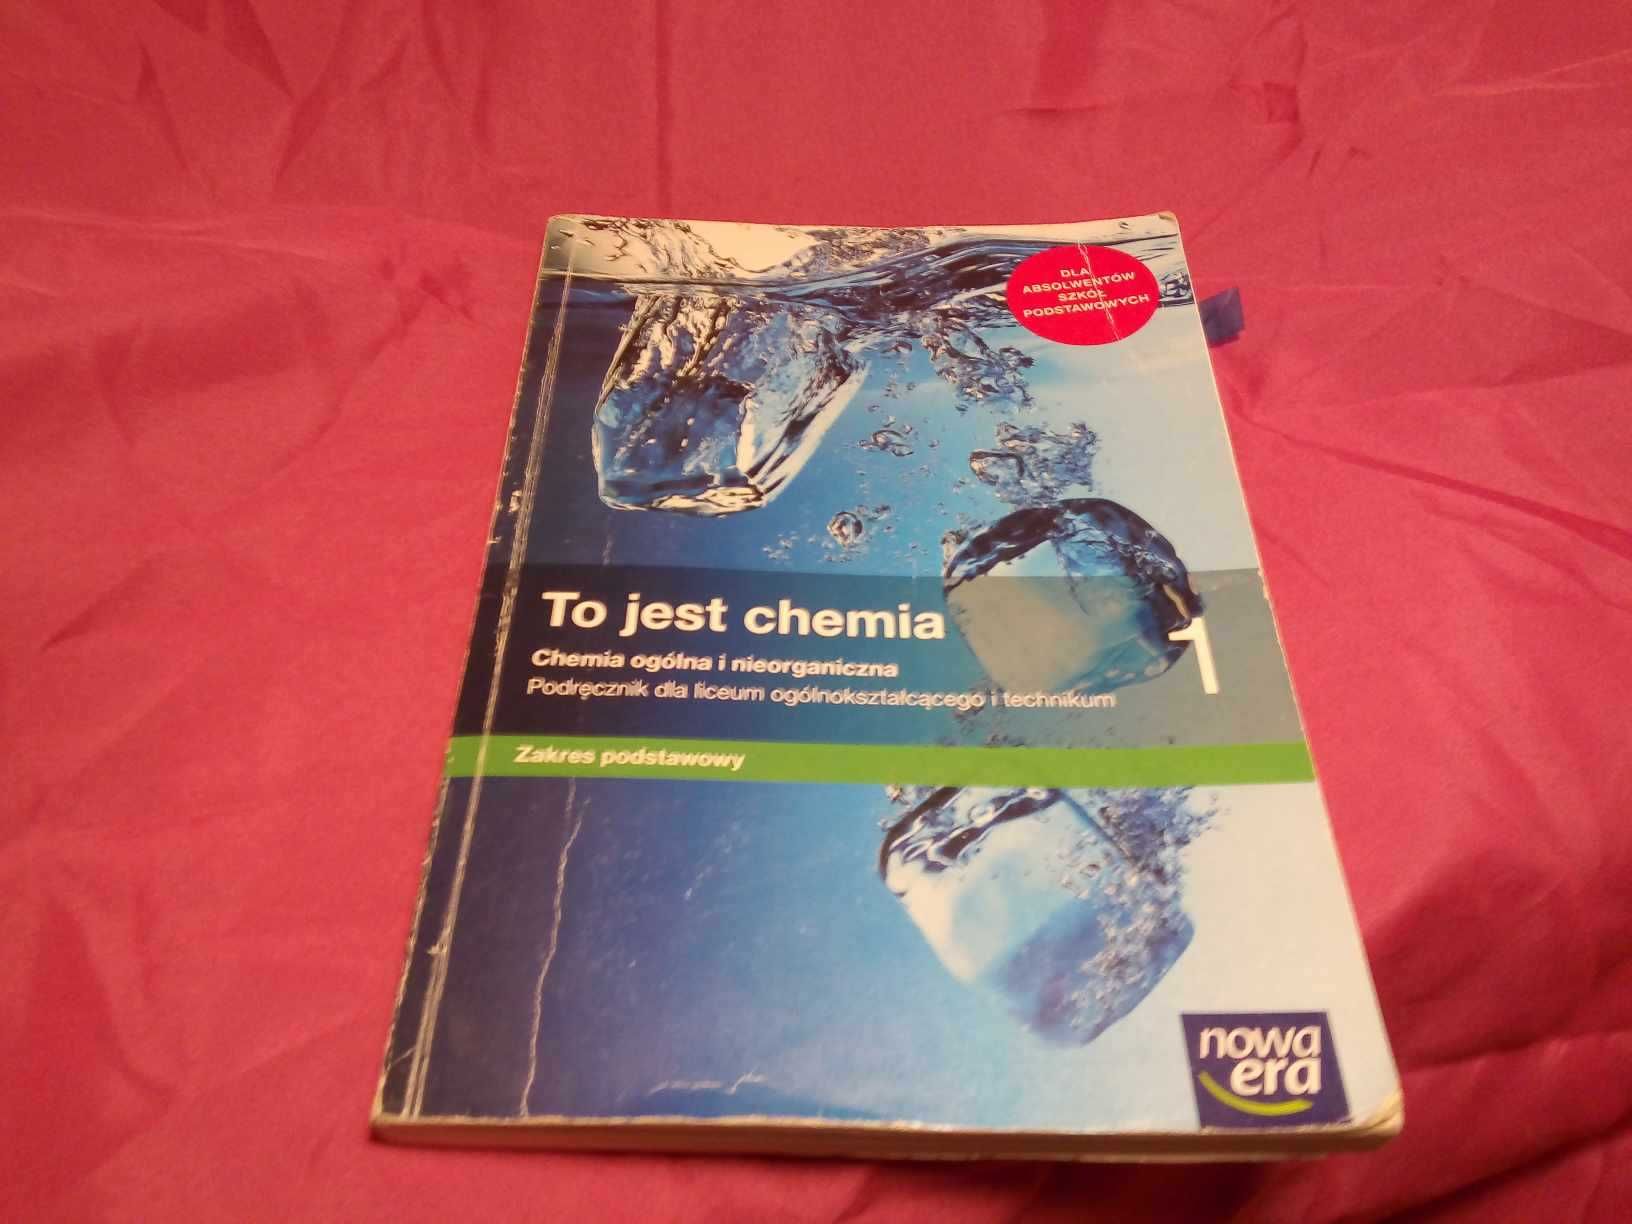 DLA
ABSOLWENTÓW
SZKÓŁ
PODSTAWOWYCH
To jest chemia
1
Chemia ogólna i nieorganiczna
Podręcznik dla liceum ogólnokształcącego i technikum
Zakres podstawowy
nowa
era